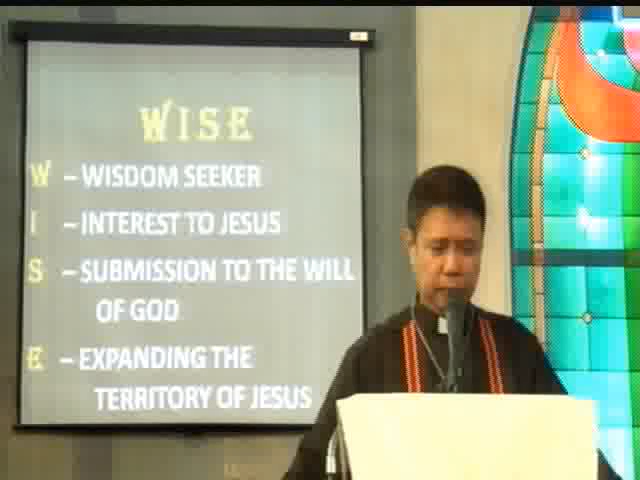 WISE
W – WISDOM SEEKER
I – INTEREST TO JESUS
S – SUBMISSION TO THE WILL
OF GOD
E – EXPANDING THE
TERRITORY OF JESUS